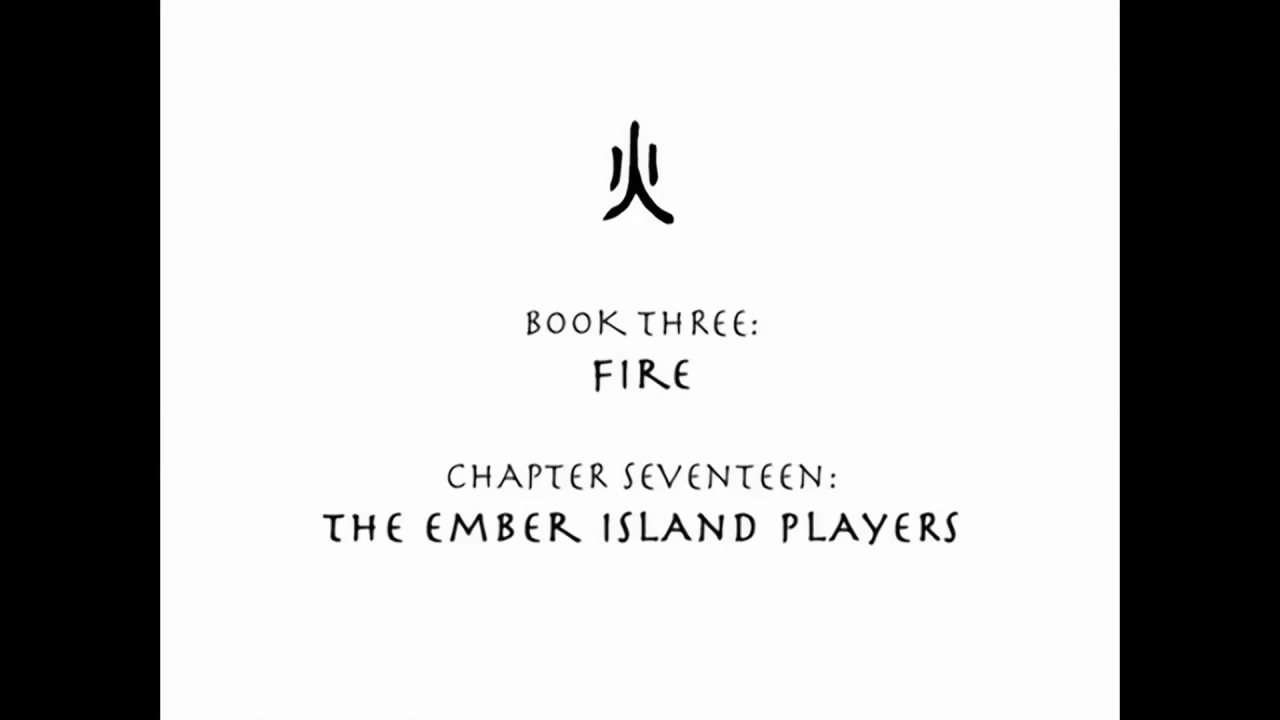 火
BOOK THREE:
FIRE
CHAPTER SEVENTEEN:
THE EMBER ISLAND PLAYERS